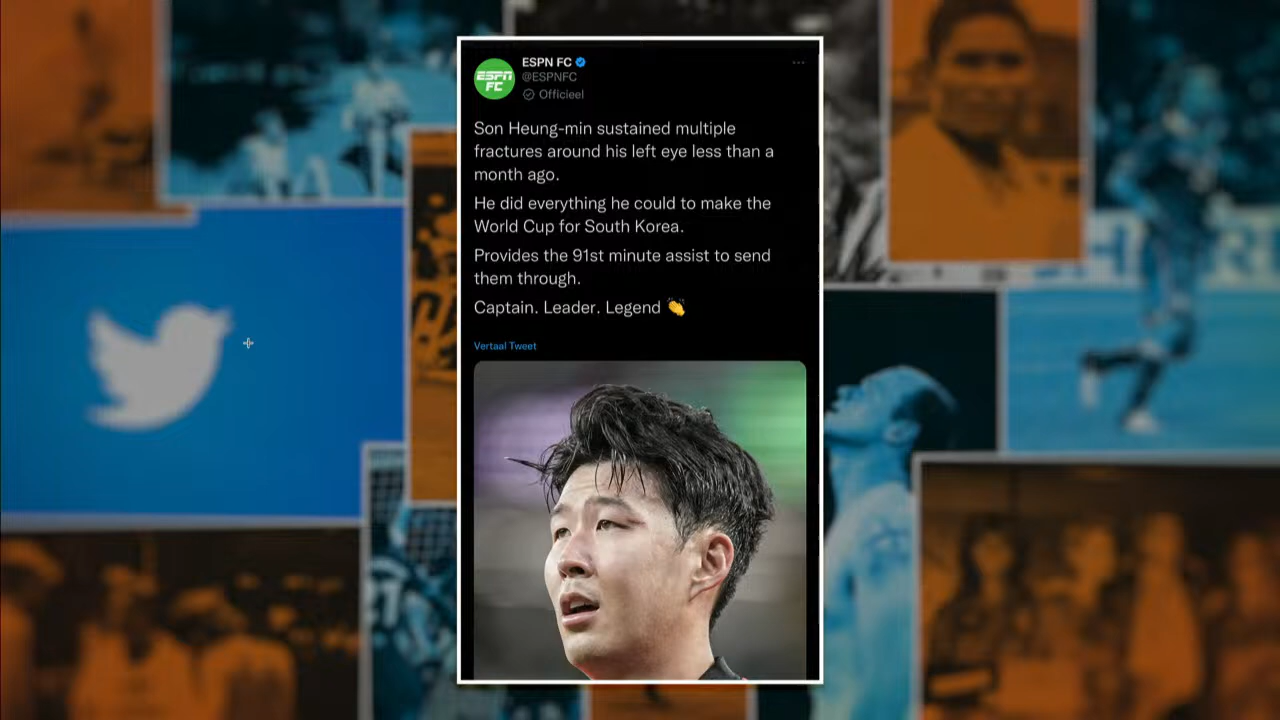 ESPN FC
@ESPNFC
Officieel
ESPN
FC
Son Heung-min sustained multiple
fractures around his left eye less than a
month ago.
He did everything he could to make the
World Cup for South Korea.
Provides the 91st minute assist to send
them through.
Captain. Leader. Legend 👏
Vertaal Tweet